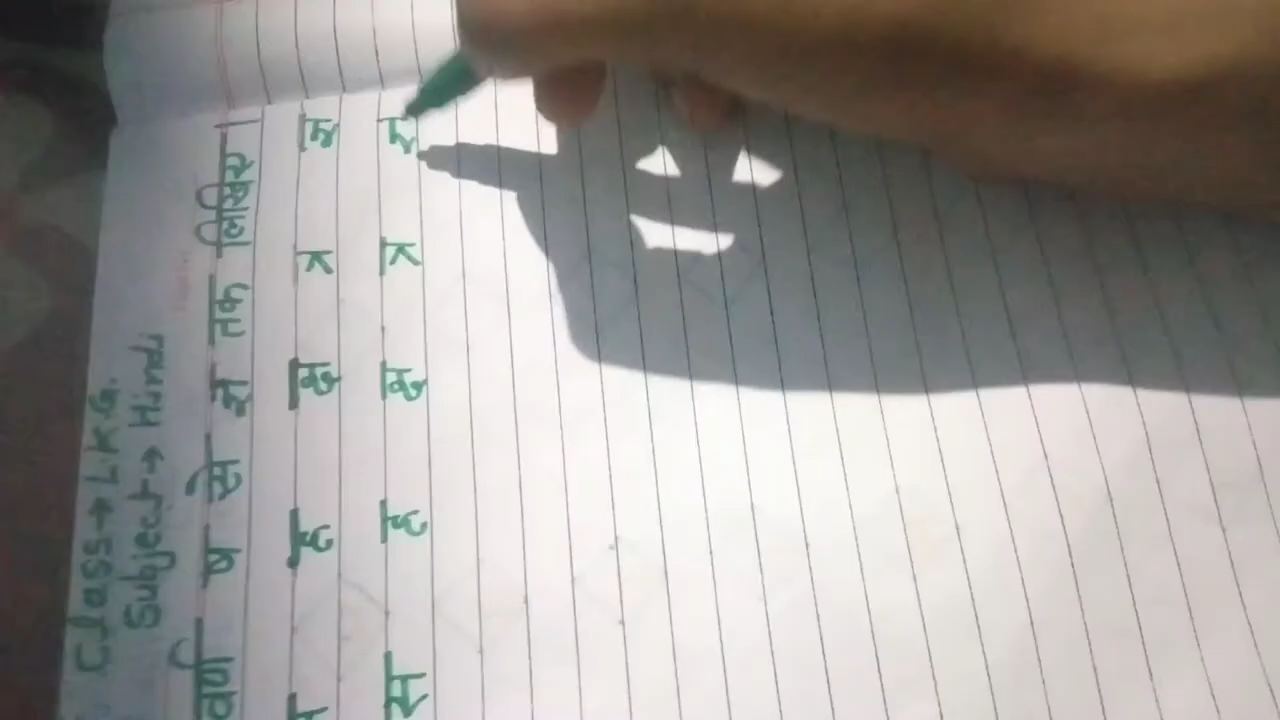 Class→ L.K.G.
Subject→ Hindi
वर्ण ष से ज्ञ तक लिखिए।
ह क्ष त्र ज्ञ
स ह क्ष त्र